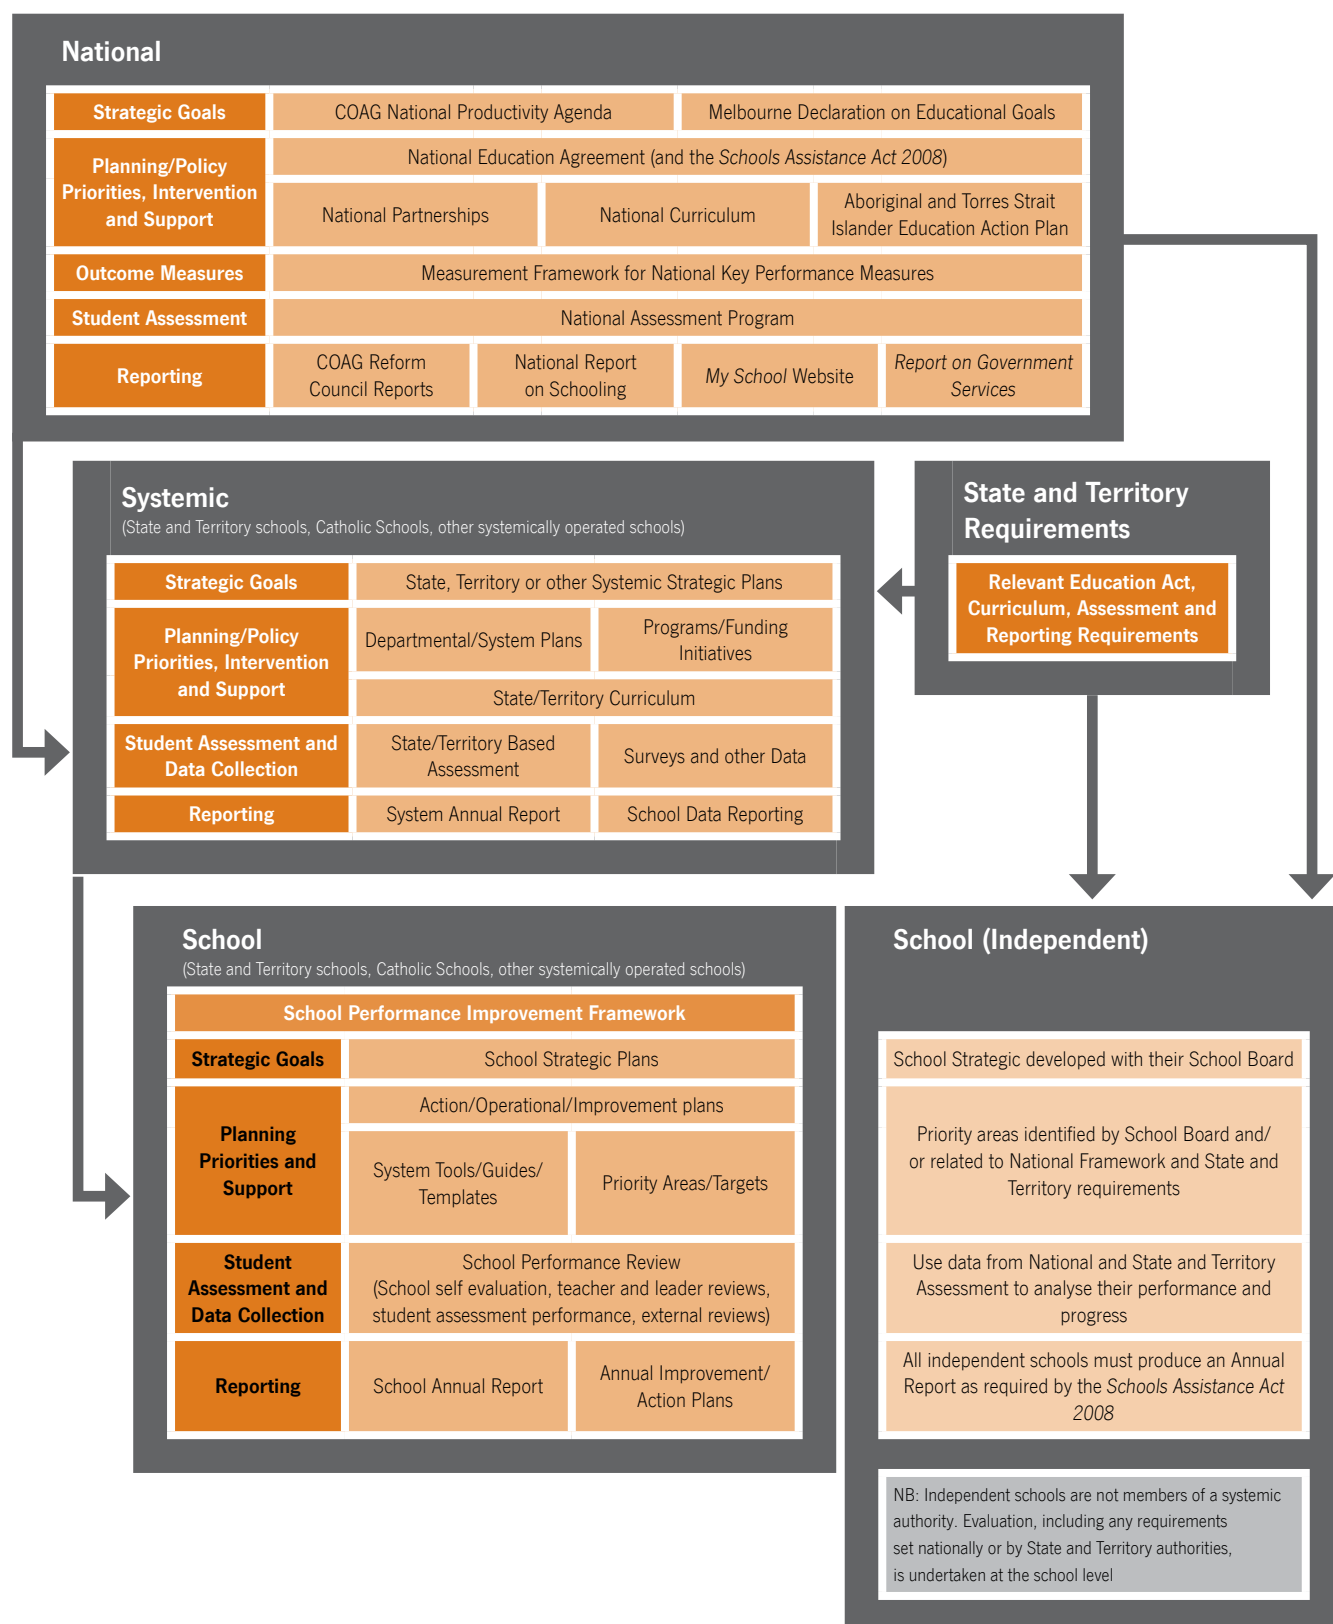 National
Strategic Goals
COAG National Productivity Agenda
Melbourne Declaration on Educational Goals
Planning/Policy
Priorities, Intervention
and Support
National Education Agreement (and the Schools Assistance Act 2008)
National Partnerships
National Curriculum
Aboriginal and Torres Strait
Islander Education Action Plan
Outcome Measures
Measurement Framework for National Key Performance Measures
Student Assessment
National Assessment Program
Reporting
COAG Reform
Council Reports
National Report
on Schooling
My School Website
Report on Government
Services
Systemic
(State and Territory schools, Catholic Schools, other systemically operated schools)
Strategic Goals
State, Territory or other Systemic Strategic Plans
Planning/Policy
Priorities, Intervention
and Support
Departmental/System Plans
Programs/Funding
Initiatives
State/Territory Curriculum
Student Assessment and
Data Collection
State/Territory Based
Assessment
Surveys and other Data
Reporting
System Annual Report
School Data Reporting
State and Territory
Requirements
Relevant Education Act,
Curriculum, Assessment and
Reporting Requirements
School
(State and Territory schools, Catholic Schools, other systemically operated schools)
School Performance Improvement Framework
Strategic Goals
School Strategic Plans
Planning
Priorities and
Support
Action/Operational/Improvement plans
System Tools/Guides/
Templates
Priority Areas/Targets
Student
Assessment and
Data Collection
School Performance Review
(School self evaluation, teacher and leader reviews,
student assessment performance, external reviews)
Reporting
School Annual Report
Annual Improvement/
Action Plans
School (Independent)
School Strategic developed with their School Board
Priority areas identified by School Board and/
or related to National Framework and State and
Territory requirements
Use data from National and State and Territory
Assessment to analyse their performance and
progress
All independent schools must produce an Annual
Report as required by the Schools Assistance Act
2008
NB: Independent schools are not members of a systemic
authority. Evaluation, including any requirements
set nationally or by State and Territory authorities,
is undertaken at the school level